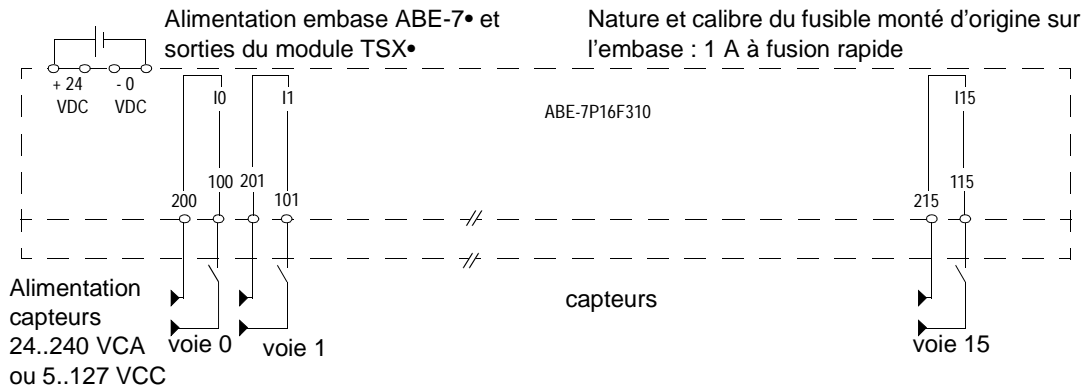 Alimentation embase ABE-7• et
sorties du module TSX•
Nature et calibre du fusible monté d’origine sur
l’embase : 1 A à fusion rapide
+ 24
VDC
- 0
VDC
I0
I1
ABE-7P16F310
I15
200
100
201
101
215
115
Alimentation
capteurs
24..240 VCA
ou 5..127 VCC
voie 0
voie 1
capteurs
voie 15